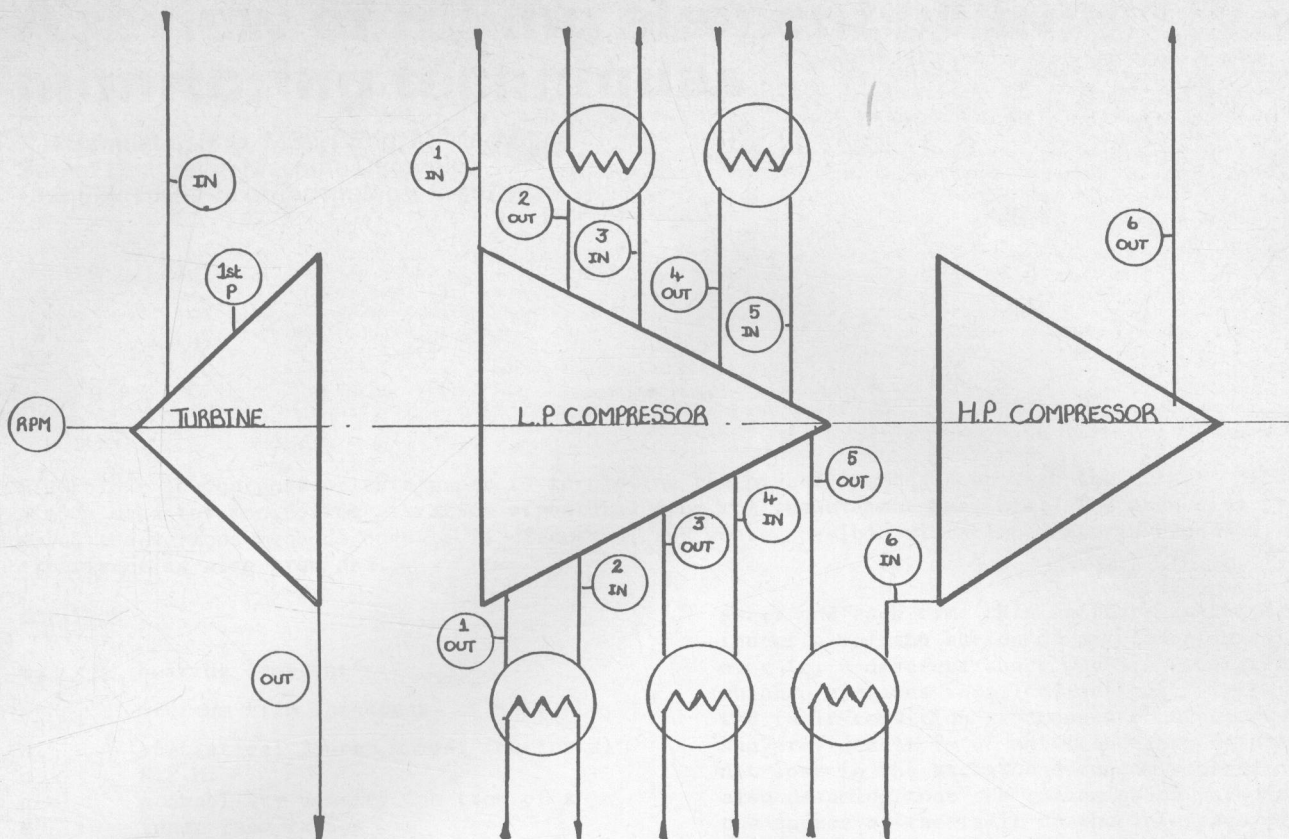 1
IN
IN
2
OUT
3
IN
6
OUT
1st
P
4
OUT
5
IN
RPM
TURBINE
L.P. COMPRESSOR
H.P. COMPRESSOR
5
OUT
4
IN
3
OUT
6
IN
2
IN
1
OUT
OUT